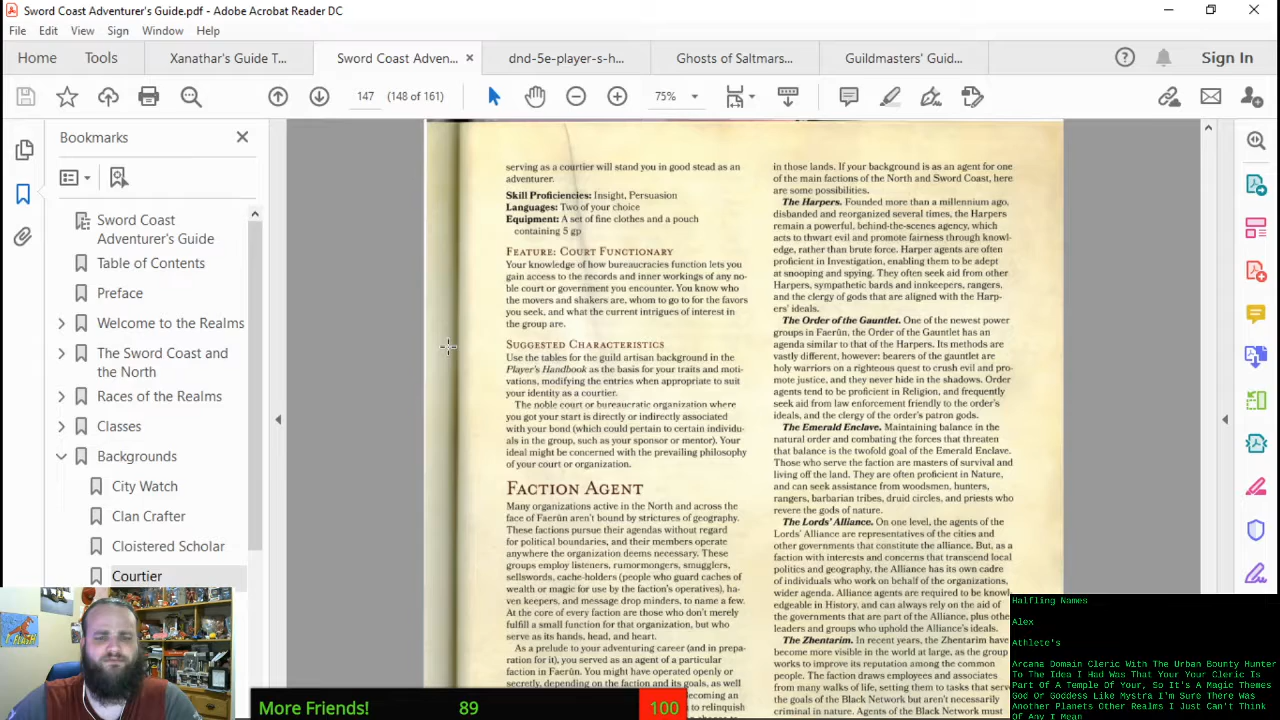 Sword Coast Adventurer's Guide.pdf - Adobe Acrobat Reader DC
File Edit View Sign Window Help
Home Tools Xanathar's Guide T... Sword Coast Adven... dnd-5e-player-s-h... Ghosts of Saltmars... Guildmasters' Guid... Sign In
147 (148 of 161) 75%
Bookmarks
Sword Coast
Adventurer's Guide
Table of Contents
Preface
Welcome to the Realms
The Sword Coast and
the North
Races of the Realms
Classes
Backgrounds
City Watch
Clan Crafter
Cloistered Scholar
Courtier
serving as a courtier will stand you in good stead as an
adventurer.
Skill Proficiencies: Insight, Persuasion
Languages: Two of your choice
Equipment: A set of fine clothes and a pouch
containing 5 gp
Feature: Court Functionary
Your knowledge of how bureaucracies function lets you
gain access to the records and inner workings of any no-
ble court or government you encounter. You know who
the movers and shakers are, whom to go to for the favors
you seek, and what the current intrigues of interest in
the group are.
Suggested Characteristics
Use the tables for the guild artisan background in the
Player's Handbook as the basis for your traits and moti-
vations, modifying the entries when appropriate to suit
your identity as a courtier.
The noble court or bureaucratic organization where
you got your start is directly or indirectly associated
with your bond (which could pertain to certain individu-
als in the group, such as your sponsor or mentor). Your
ideal might be concerned with the prevailing philosophy
of your court or organization.
Faction Agent
Many organizations active in the North and across the
face of Faerûn aren't bound by strictures of geography.
These factions pursue their agendas without regard
for political boundaries, and their members operate
anywhere the organization deems necessary. These
groups employ listeners, rumormongers, smugglers,
sellswords, cache-holders (people who guard caches of
wealth or magic for use by the faction's operatives), ha-
ven keepers, and message drop minders, to name a few.
At the core of every faction are those who don't merely
fulfill a small function for that organization, but who
serve as its hands, head, and heart.
As a prelude to your adventuring career (and in prepa-
ration for it), you served as an agent of a particular
faction in Faerûn. You might have operated openly or
secretly, depending on the faction and its goals, as well
ecoming an
to relinquish
in those lands. If your background is as an agent for one
of the main factions of the North and Sword Coast, here
are some possibilities.
The Harpers. Founded more than a millennium ago,
disbanded and reorganized several times, the Harpers
remain a powerful, behind-the-scenes agency, which
acts to thwart evil and promote fairness through knowl-
edge, rather than brute force. Harper agents are often
proficient in Investigation, enabling them to be adept
at snooping and spying. They often seek aid from other
Harpers, sympathetic bards and innkeepers, rangers,
and the clergy of gods that are aligned with the Harp-
ers' ideals.
The Order of the Gauntlet. One of the newest power
groups in Faerûn, the Order of the Gauntlet has an
agenda similar to that of the Harpers. Its methods are
vastly different, however: bearers of the gauntlet are
holy warriors on a righteous quest to crush evil and pro-
mote justice, and they never hide in the shadows. Order
agents tend to be proficient in Religion, and frequently
seek aid from law enforcement friendly to the order's
ideals, and the clergy of the order's patron gods.
The Emerald Enclave. Maintaining balance in the
natural order and combating the forces that threaten
that balance is the twofold goal of the Emerald Enclave.
Those who serve the faction are masters of survival and
living off the land. They are often proficient in Nature,
and can seek assistance from woodsmen, hunters,
rangers, barbarian tribes, druid circles, and priests who
revere the gods of nature.
The Lords' Alliance. On one level, the agents of the
Lords' Alliance are representatives of the cities and
other governments that constitute the alliance. But, as a
faction with interests and concerns that transcend local
politics and geography, the Alliance has its own cadre
of individuals who work on behalf of the organizations,
wider agenda. Alliance agents are required to be knowl
edgeable in History, and can always rely on the aid of
the governments that are part of the Alliance, plus othe
leaders and groups who uphold the Alliance's ideals.
The Zhentarim. In recent years, the Zhentarim have
become more visible in the world at large, as the group
works to improve its reputation among the common
people. The faction draws employees and associates
from many walks of life, setting them to tasks that serv
the goals of the Black Network but aren't necessarily
criminal in nature. Agents of the Black Network must
Halfling Names
Alex
Athlete's
Arcana Domain Cleric With The Urban Bounty Hunter
To The Idea I Had Was That Your Your Cleric Is
Part Of A Temple Of Your, So It's A Magic Themes
God Or Goddess Like Mystra I'm Sure There Was
Another Planets Other Realms I Just Can't Think
Of Any I Mean
More Friends! 89 100